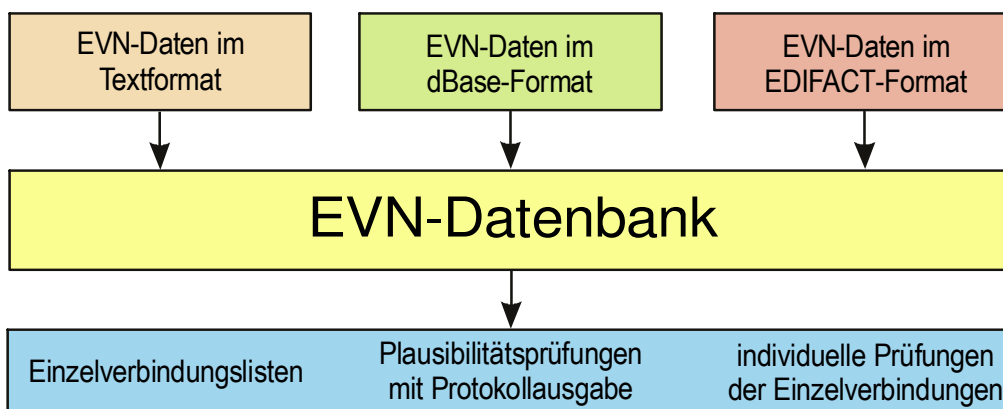 EVN-Daten im
Textformat
EVN-Daten im
dBase-Format
EVN-Daten im
EDIFACT-Format
EVN-Datenbank
Einzelverbindungslisten
Plausibilitätsprüfungen
mit Protokollausgabe
individuelle Prüfungen
der Einzelverbindungen